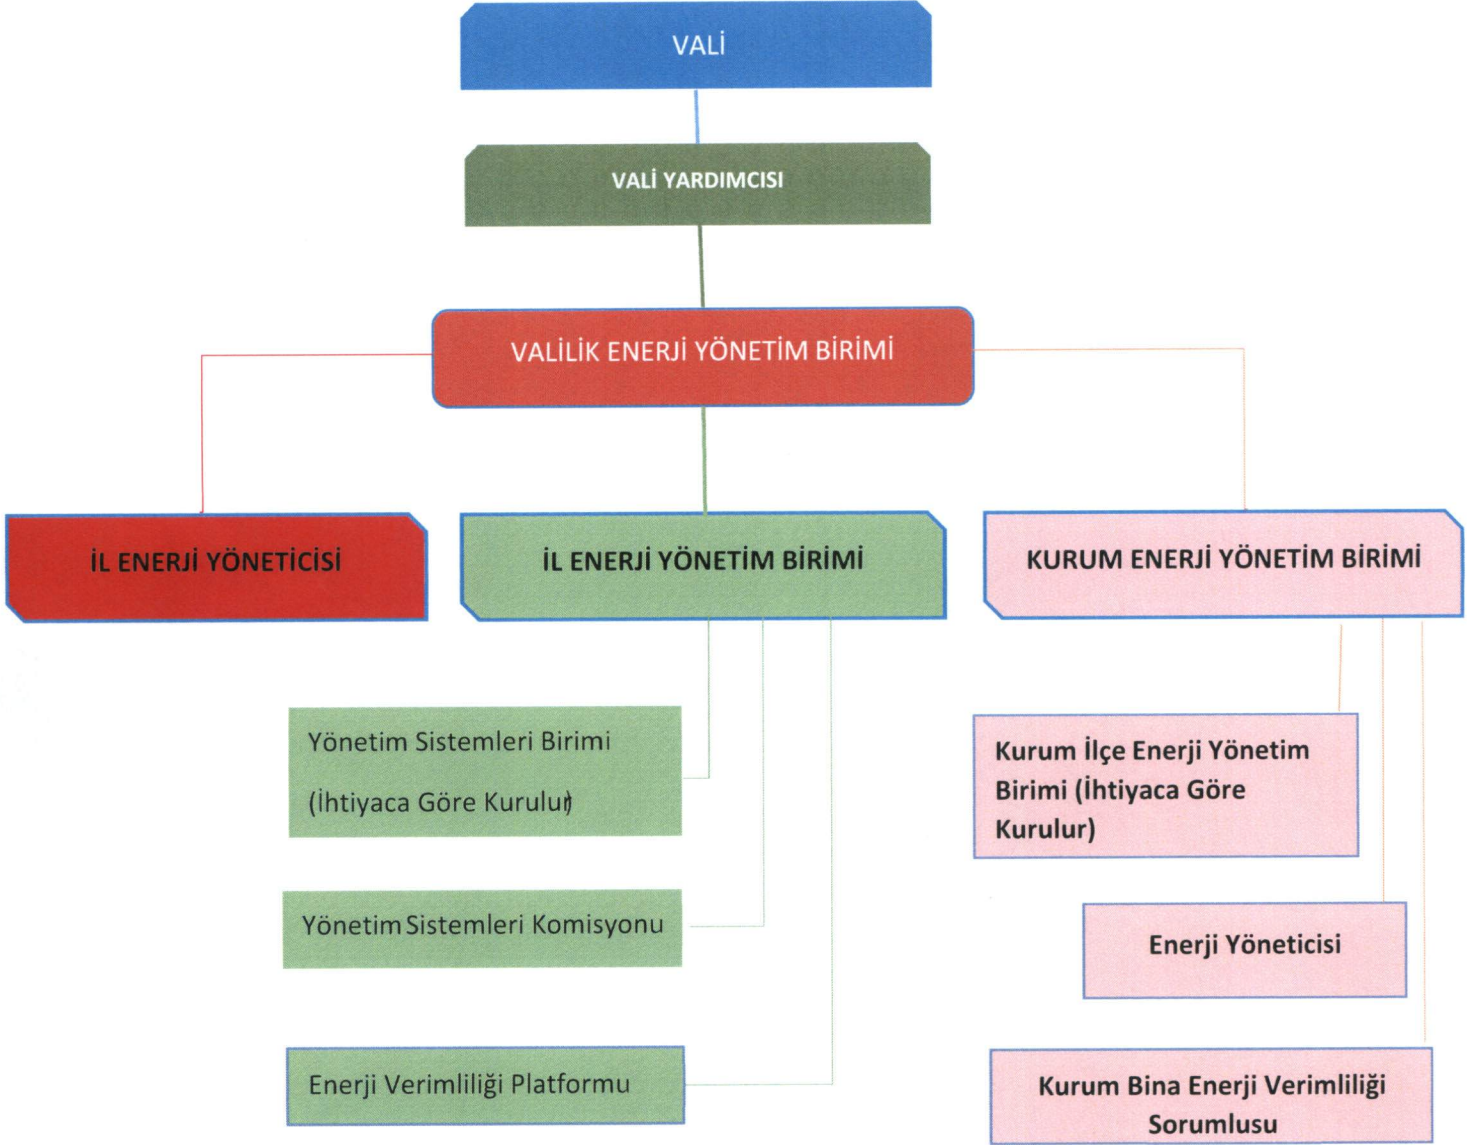 VALİ
VALİ YARDIMCISI
VALİLİK ENERJİ YÖNETİM BİRİMİ
İL ENERJİ YÖNETİCİSİ
İL ENERJİ YÖNETİM BİRİMİ
KURUM ENERJİ YÖNETİM BİRİMİ
Yönetim Sistemleri Birimi
(İhtiyaca Göre Kurulur)
Yönetim Sistemleri Komisyonu
Enerji Verimliliği Platformu
Kurum İlçe Enerji Yönetim
Birimi (İhtiyaca Göre
Kurulur)
Enerji Yöneticisi
Kurum Bina Enerji Verimliliği
Sorumlusu